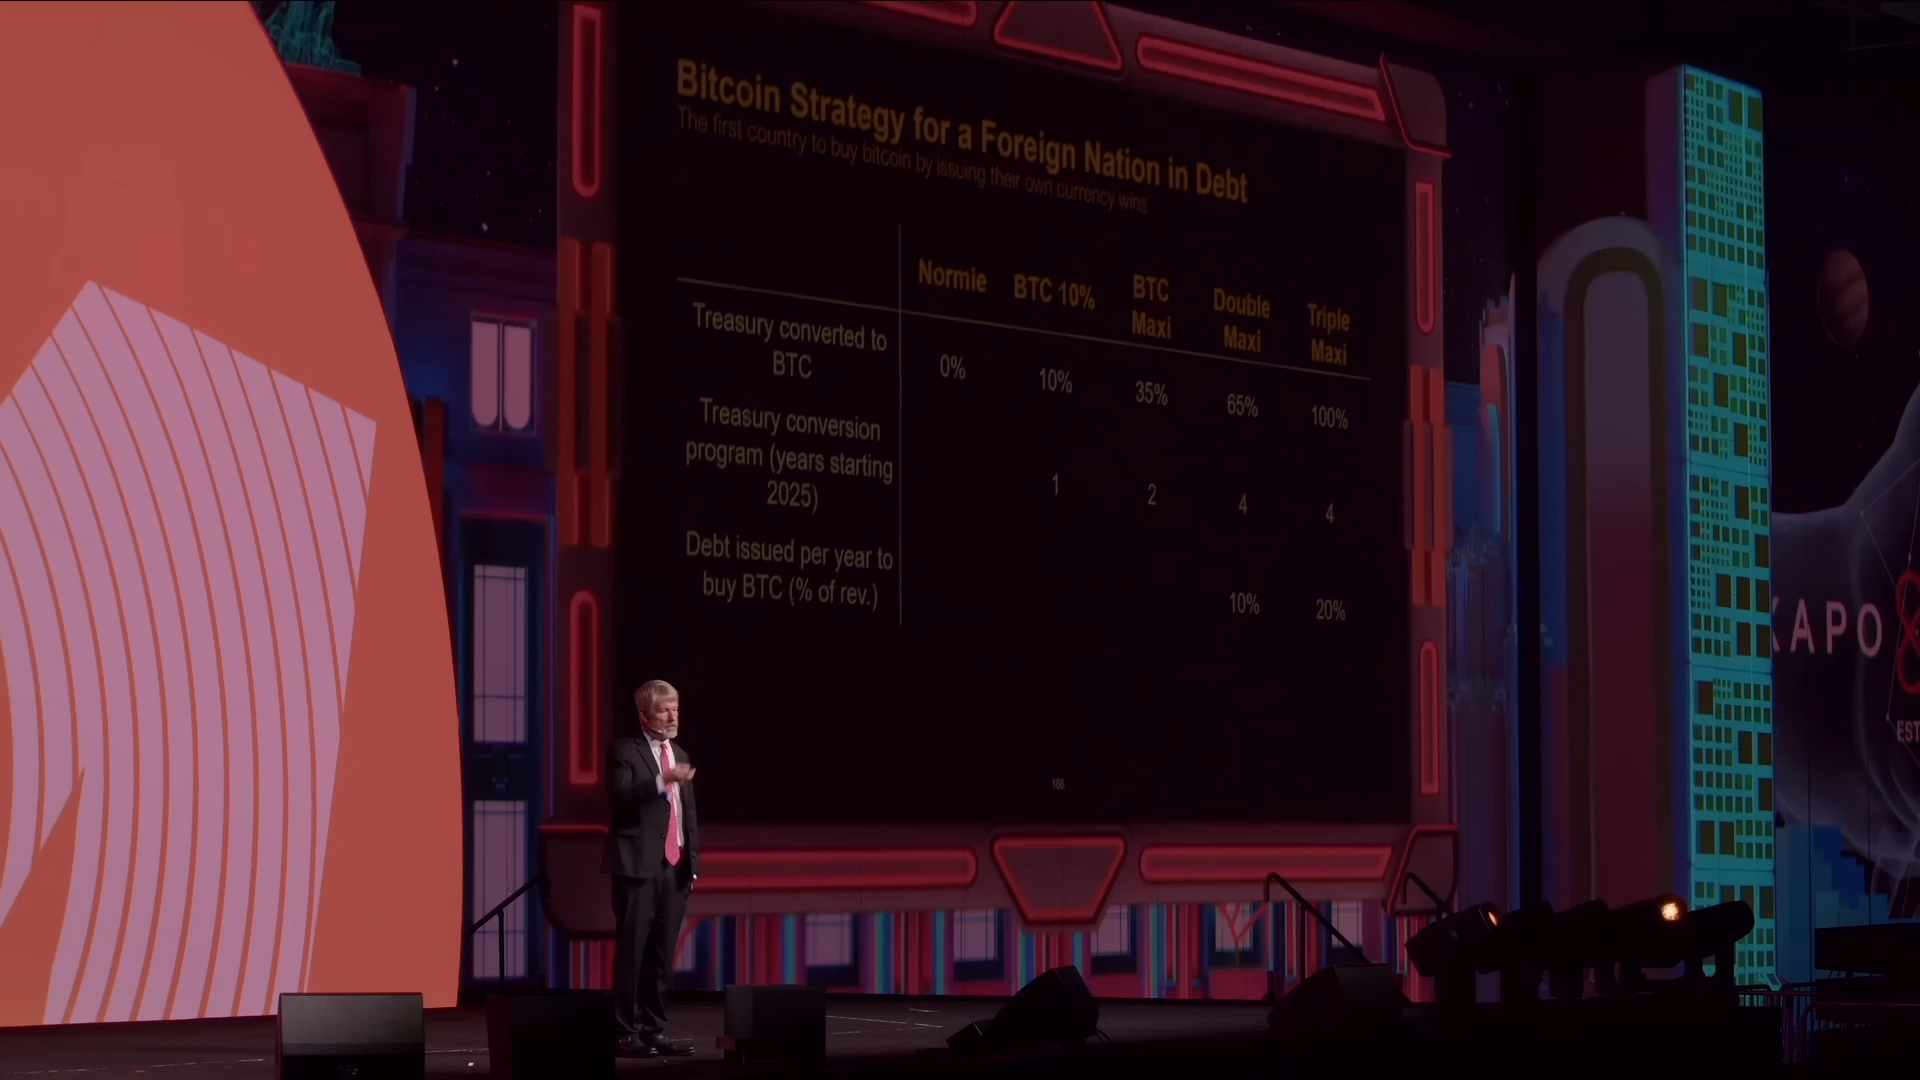 Bitcoin Strategy for a Foreign Nation in Debt
The first country to buy bitcoin by issuing their own currency wins
Normie BTC 10% BTC Maxi Double Maxi Triple Maxi
Treasury converted to
BTC
0% 10% 35% 65% 100%
Treasury conversion
program (years starting
2025)
1 2 4 4
Debt issued per year to
buy BTC (% of rev.)
10% 20%
166
XAPO
EST